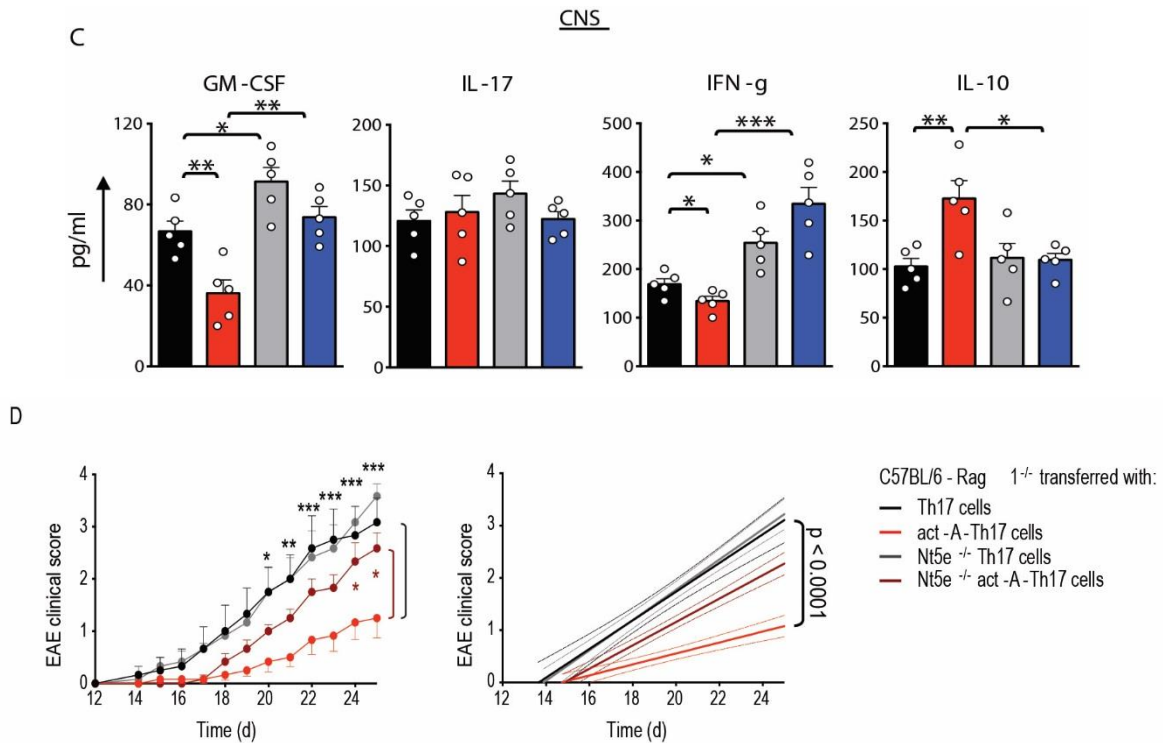 CNS
C
GM -CSF
IL -17
IFN -g
IL -10
pg/ml
120
80
40
0
** * **
200
150
100
50
0
500
400
300
200
100
0
* * ***
250
200
150
100
50
0
** *
D
EAE clinical score
4
3
2
1
0
* ** *** *** *** ***
* *
12 14 16 18 20 22 24
Time (d)
EAE clinical score
4
3
2
1
0
12 14 16 18 20 22 24
Time (d)
p < 0.0001
C57BL/6 - Rag 1-/- transferred with:
Th17 cells
act -A-Th17 cells
Nt5e -/- Th17 cells
Nt5e -/- act -A-Th17 cells